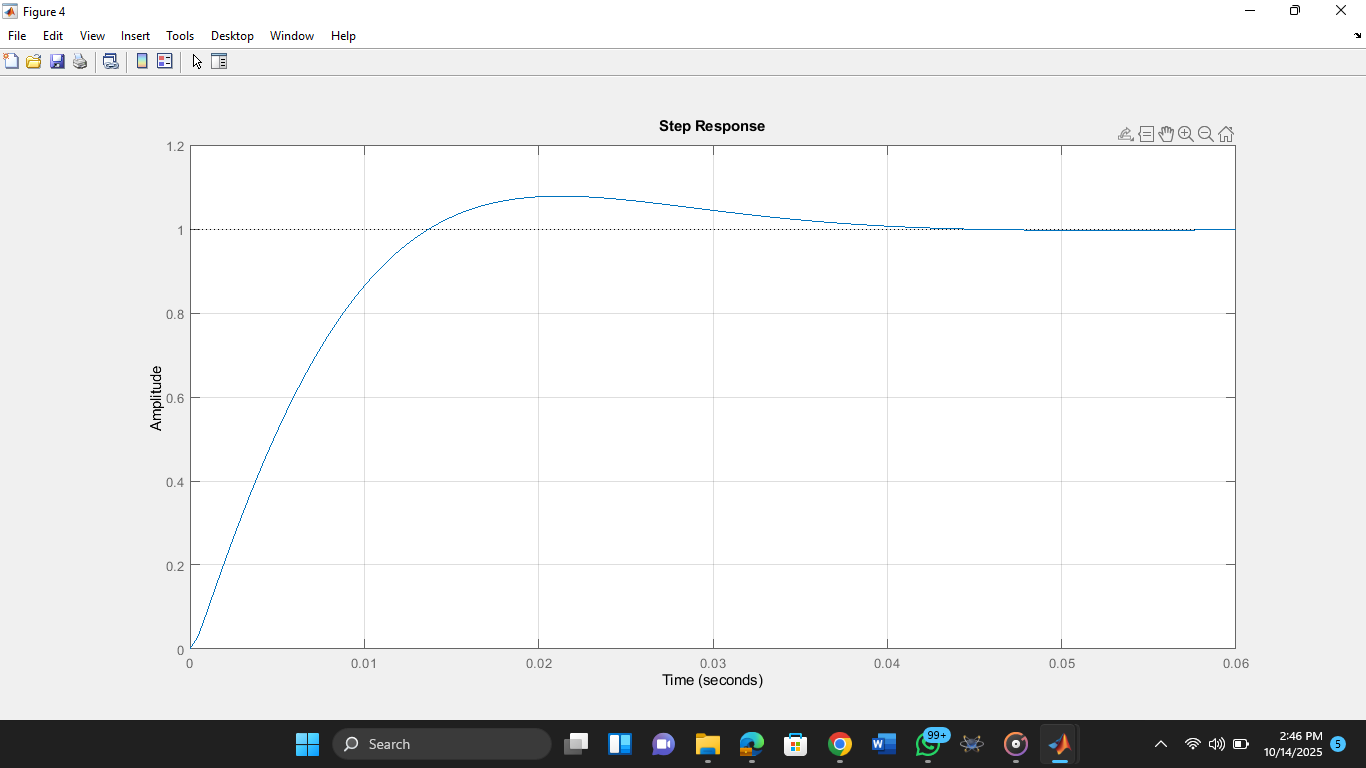 Figure 4
File Edit View Insert Tools Desktop Window Help
Step Response
1.2
1
0.8
0.6
0.4
0.2
0
Amplitude
0 0.01 0.02 0.03 0.04 0.05 0.06
Time (seconds)
Search
W
99+
2:46 PM
10/14/2025
5